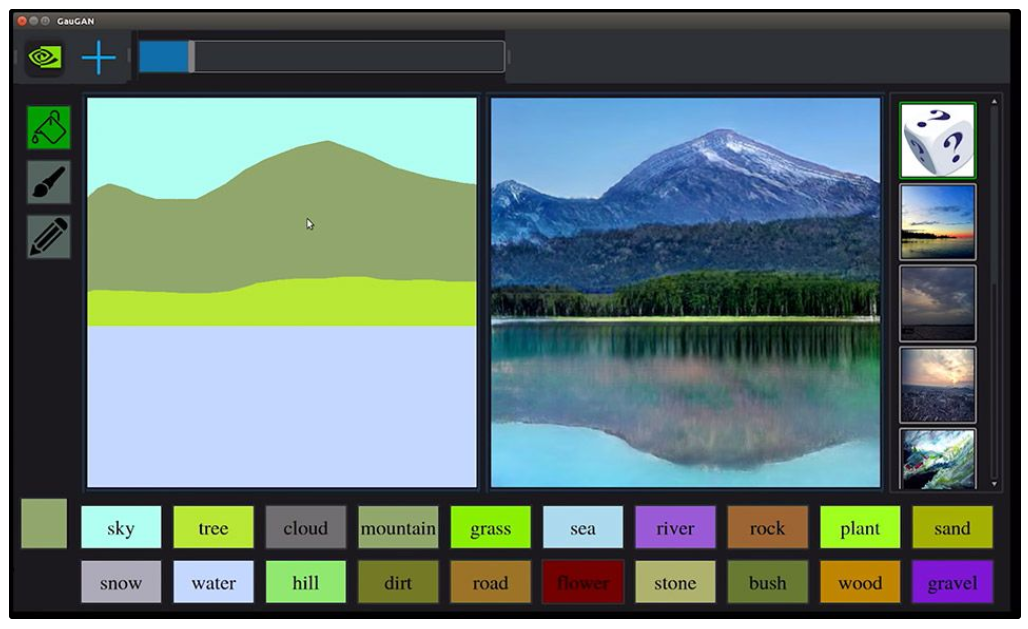 GauGAN
sky tree cloud mountain grass sea river rock plant sand
snow water hill dirt road flower stone bush wood gravel